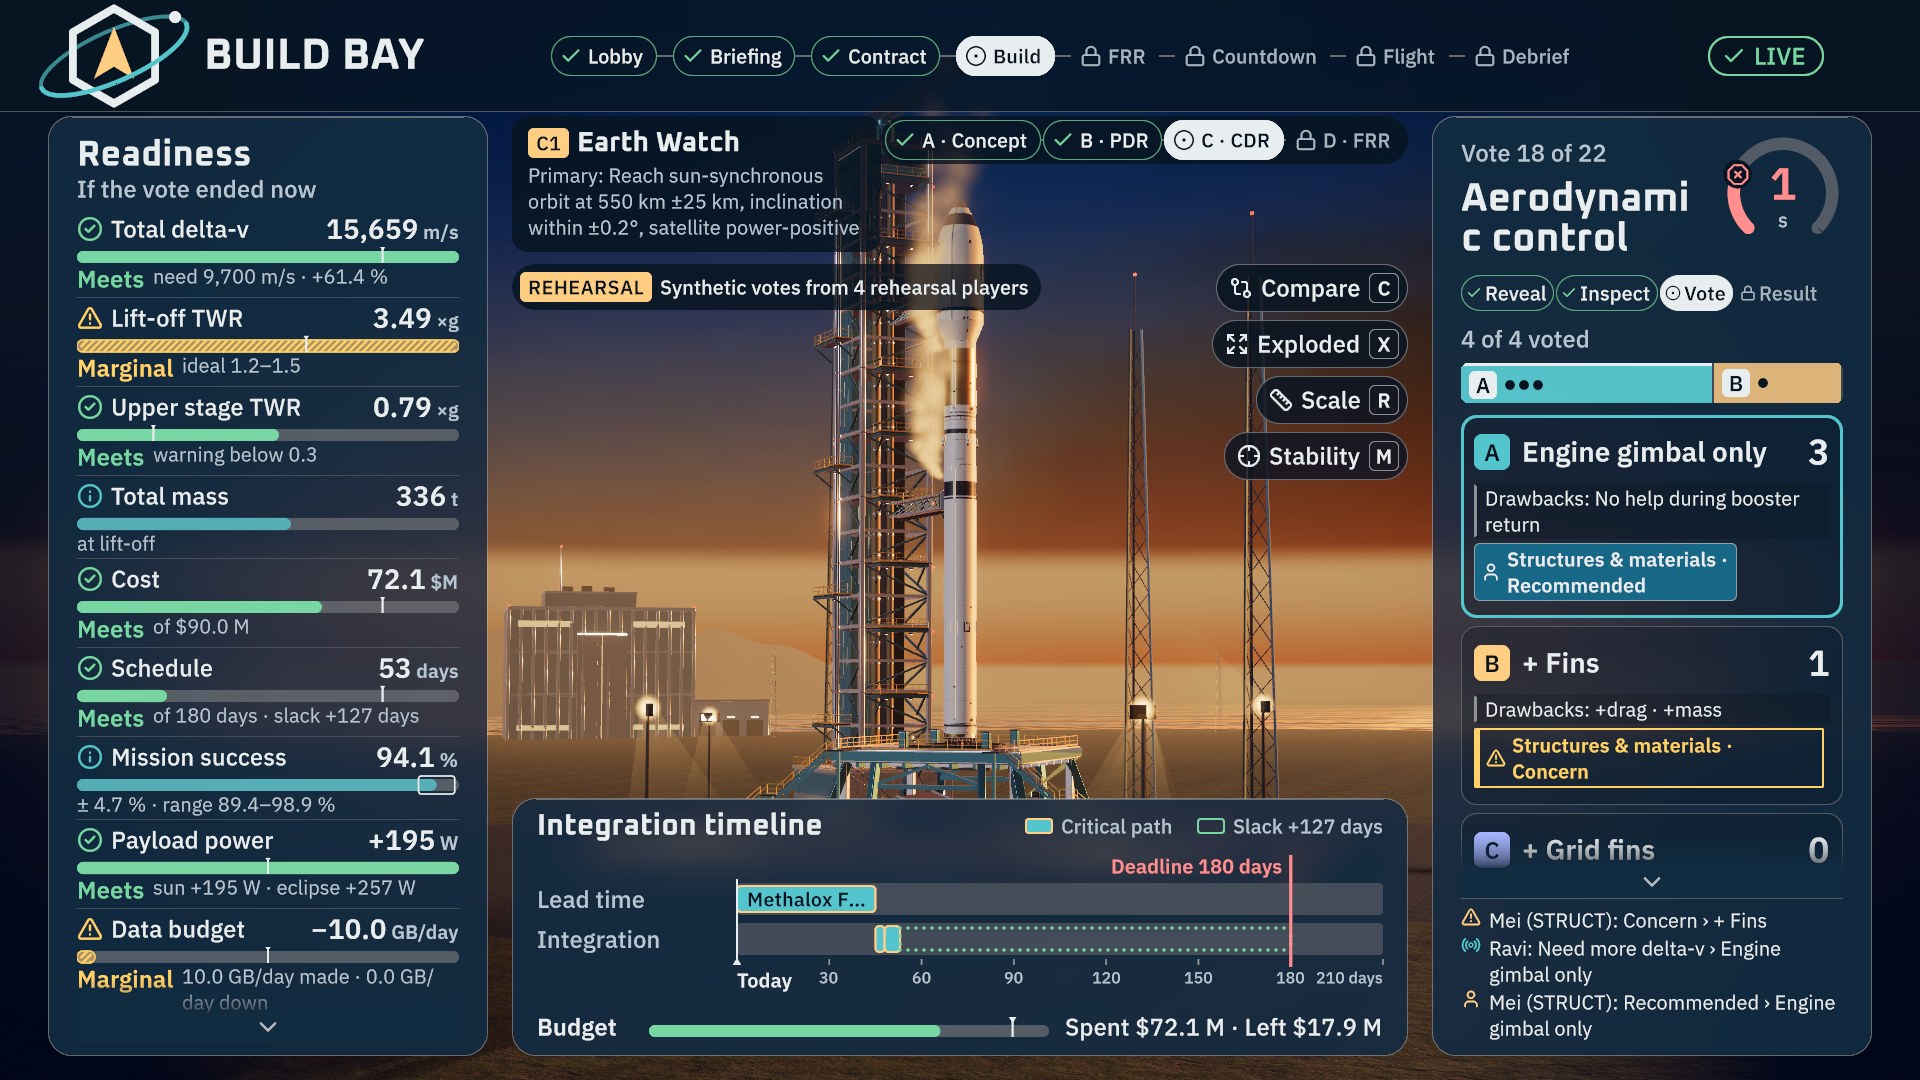 BUILD BAY
Lobby
Briefing
Contract
Build
FRR
Countdown
Flight
Debrief
LIVE
Readiness
If the vote ended now
Total delta-v 15,659 m/s
Meets need 9,700 m/s · +61.4 %
Lift-off TWR 3.49 ×g
Marginal ideal 1.2–1.5
Upper stage TWR 0.79 ×g
Meets warning below 0.3
Total mass 336 t
at lift-off
Cost 72.1 $M
Meets of $90.0 M
Schedule 53 days
Meets of 180 days · slack +127 days
Mission success 94.1 %
± 4.7 % · range 89.4–98.9 %
Payload power +195 W
Meets sun +195 W · eclipse +257 W
Data budget −10.0 GB/day
Marginal 10.0 GB/day made · 0.0 GB/
day down
C1 Earth Watch
Primary: Reach sun-synchronous
orbit at 550 km ±25 km, inclination
within ±0.2°, satellite power-positive
A · Concept
B · PDR
C · CDR
D · FRR
REHEARSAL Synthetic votes from 4 rehearsal players
Compare C
Exploded X
Scale R
Stability M
Integration timeline
Critical path
Slack +127 days
Deadline 180 days
Lead time
Methalox F...
Integration
Today 30 60 90 120 150 180 210 days
Budget
Spent $72.1 M · Left $17.9 M
Vote 18 of 22
Aerodynami
c control
1
s
Reveal
Inspect
Vote
Result
4 of 4 voted
A
B
A Engine gimbal only 3
Drawbacks: No help during booster
return
Structures & materials ·
Recommended
B + Fins 1
Drawbacks: +drag · +mass
Structures & materials ·
Concern
C + Grid fins 0
Mei (STRUCT): Concern › + Fins
Ravi: Need more delta-v › Engine
gimbal only
Mei (STRUCT): Recommended › Engine
gimbal only